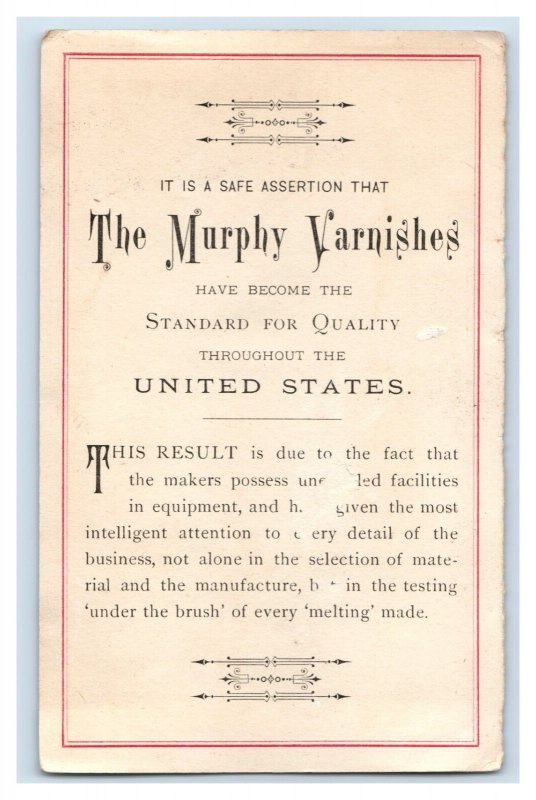 IT IS A SAFE ASSERTION THAT
The Murphy Varnishes
HAVE BECOME THE
STANDARD FOR QUALITY
THROUGHOUT THE
UNITED STATES.
THIS RESULT is due to the fact that
the makers possess facilities
in equipment, and given the most
intelligent attention to detail of the
business, not alone in the selection of mate-
rial and the manufacture, in the testing
'under the brush' of every 'melting' made.